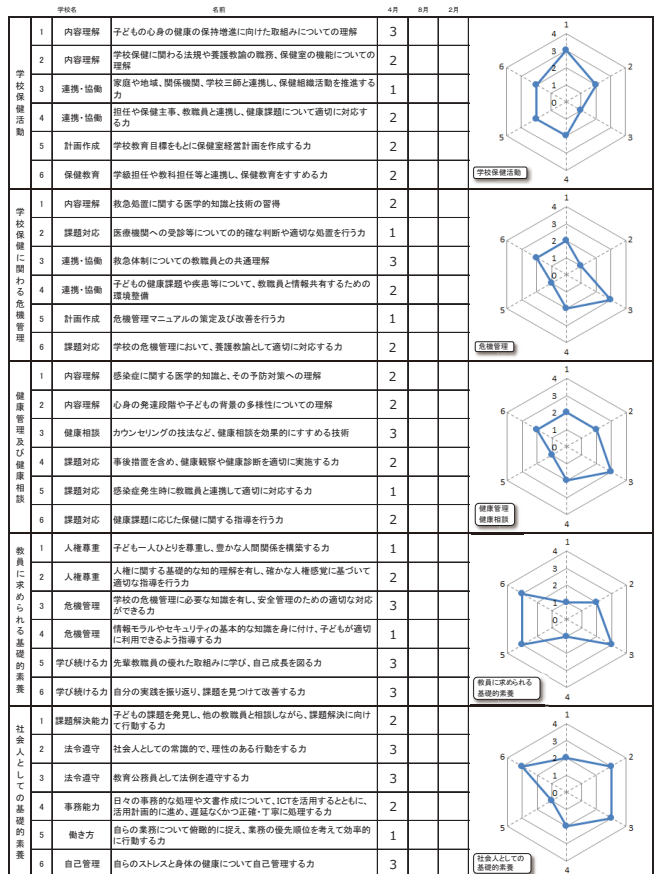 学校名 名前 4月 8月 2月
学校保健活動
1 内容理解 子どもの心身の健康の保持増進に向けた取組みについての理解 3
2 内容理解 学校保健に関わる法規や養護教諭の職務、保健室の機能についての
理解 2
3 連携・協働 家庭や地域、関係機関、学校三師と連携し、保健組織活動を推進する
力 1
4 連携・協働 担任や保健主事、教職員と連携し、健康課題について適切に対応す
る力 2
5 計画作成 学校教育目標をもとに保健室経営計画を作成する力 2
6 保健教育 学級担任や教科担任等と連携し、保健教育をすすめる力 2
1
4
3
2
1
0
6 2
5 3
4
学校保健活動
学校保健に関わる危機管理
1 内容理解 救急処置に関する医学的知識と技術の習得 2
2 課題対応 医療機関への受診等についての的確な判断や適切な処置を行う力 1
3 連携・協働 救急体制についての教職員との共通理解 3
4 連携・協働 子どもの健康課題や疾患等について、教職員と情報共有するための
環境整備 2
5 計画作成 危機管理マニュアルの策定及び改善を行う力 1
6 課題対応 学校の危機管理において、養護教諭として適切に対応する力 2
1
4
3
2
1
0
6 2
5 3
4
危機管理
健康管理及び健康相談
1 内容理解 感染症に関する医学的知識と、その予防対策への理解 2
2 内容理解 心身の発達段階や子どもの背景の多様性についての理解 2
3 健康相談 カウンセリングの技法など、健康相談を効果的にすすめる技術 3
4 課題対応 事後措置を含め、健康観察や健康診断を適切に実施する力 2
5 課題対応 感染症発生時に教職員と連携して適切に対応する力 1
6 課題対応 健康課題に応じた保健に関する指導を行う力 2
1
4
3
2
1
0
6 2
5 3
4
健康管理
健康相談
教員に求められる基礎的素養
1 人権尊重 子ども一人ひとりを尊重し、豊かな人間関係を構築する力 1
2 人権尊重 人権に関する基礎的な知的理解を有し、確かな人権感覚に基づいて
適切な指導を行う力 2
3 危機管理 学校の危機管理に必要な知識を有し、安全管理のための適切な対応
ができる力 3
4 危機管理 情報モラルやセキュリティの基本的な知識を身に付け、子どもが適切
に利用できるよう指導する力 1
5 学び続ける力 先輩教職員の優れた取組みに学び、自己成長を図る力 3
6 学び続ける力 自分の実践を振り返り、課題を見つけて改善する力 3
1
4
3
2
1
0
6 2
5 3
4
教員に求められる
基礎的素養
社会人としての基礎的素養
1 課題解決能力 子どもの課題を発見し、他の教職員と相談しながら、課題解決に向け
て行動する力 2
2 法令遵守 社会人としての常識的で、理性のある行動をする力 3
3 法令遵守 教育公務員として法例を遵守する力 3
4 事務能力 日々の事務的な処理や文書作成について、ICTを活用するとともに、
活用計画的に進め、遅延なくかつ正確・丁寧に処理する力 2
5 働き方 自らの業務について俯瞰的に捉え、業務の優先順位を考えて効率的
に行動する力 1
6 自己管理 自らのストレスと身体の健康について自己管理する力 3
1
4
3
2
1
0
6 2
5 3
4
社会人としての
基礎的素養